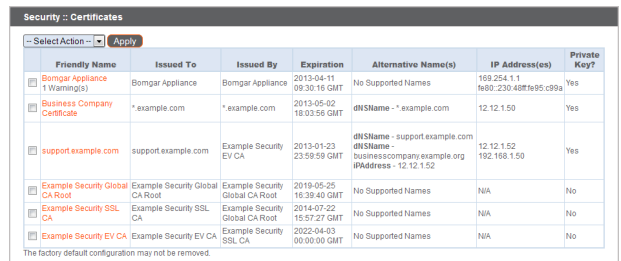 Security :: Certificates
-- Select Action -- Apply
Friendly Name Issued To Issued By Expiration Alternative Name(s) IP Address(es) Private Key?
Bomgar Appliance
1 Warning(s)
Bomgar Appliance
Bomgar Appliance
2013-04-11
09:30:16 GMT
No Supported Names
169.254.1.1
fe80::230:48ff:fe95:c99a
Yes
Business Company
Certificate
*.example.com
*.example.com
2013-05-02
18:03:56 GMT
dNSName - *.example.com
12.12.1.50
Yes
support.example.com
support.example.com
Example Security
EV CA
2013-01-23
23:59:59 GMT
dNSName - support.example.com
dNSName -
businesscompany.example.org
iPAddress - 12.12.1.52
12.12.1.52
192.168.1.50
Yes
Example Security Global
CA Root
Example Security Global
CA Root
Example Security
Global CA Root
2019-05-25
16:39:40 GMT
No Supported Names
N/A
No
Example Security SSL
CA
Example Security SSL
CA
Example Security
Global CA Root
2014-07-22
15:57:27 GMT
No Supported Names
N/A
No
Example Security EV CA
Example Security EV CA
Example Security
SSL CA
2022-04-03
00:00:00 GMT
No Supported Names
N/A
No
The factory default configuration may not be removed.